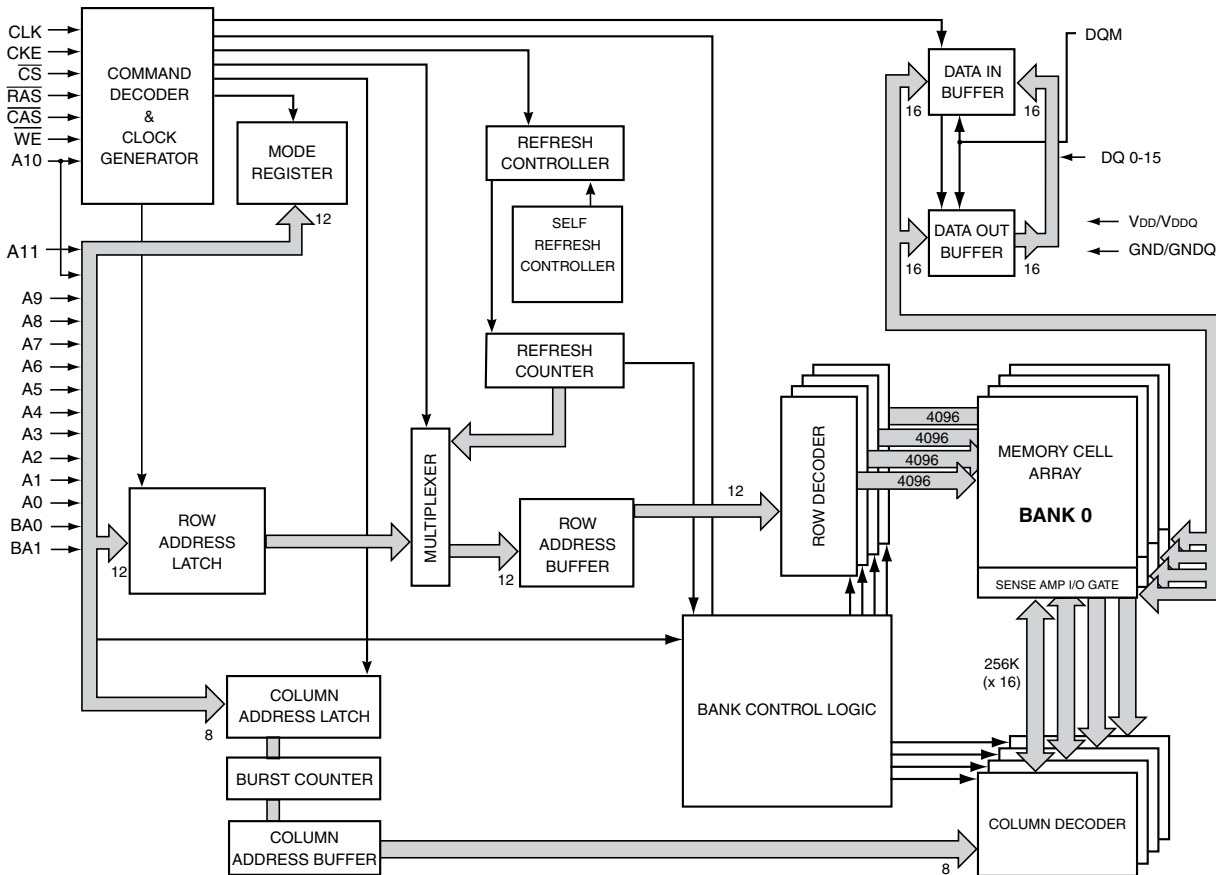 CLK
CKE
CS
RAS
CAS
WE
A10
A11
A9
A8
A7
A6
A5
A4
A3
A2
A1
A0
BA0
BA1
COMMAND
DECODER
&
CLOCK
GENERATOR
MODE
REGISTER
12
REFRESH
CONTROLLER
SELF
REFRESH
CONTROLLER
REFRESH
COUNTER
DATA IN
BUFFER
16
16
DQM
DQ 0-15
VDD/VDDQ
GND/GNDQ
DATA OUT
BUFFER
16
16
ROW
ADDRESS
LATCH
12
MULTIPLEXER
ROW
ADDRESS
BUFFER
12
12
ROW DECODER
4096
4096
4096
4096
MEMORY CELL
ARRAY
BANK 0
SENSE AMP I/O GATE
256K
(x 16)
BANK CONTROL LOGIC
COLUMN
ADDRESS LATCH
8
BURST COUNTER
COLUMN
ADDRESS BUFFER
COLUMN DECODER
8